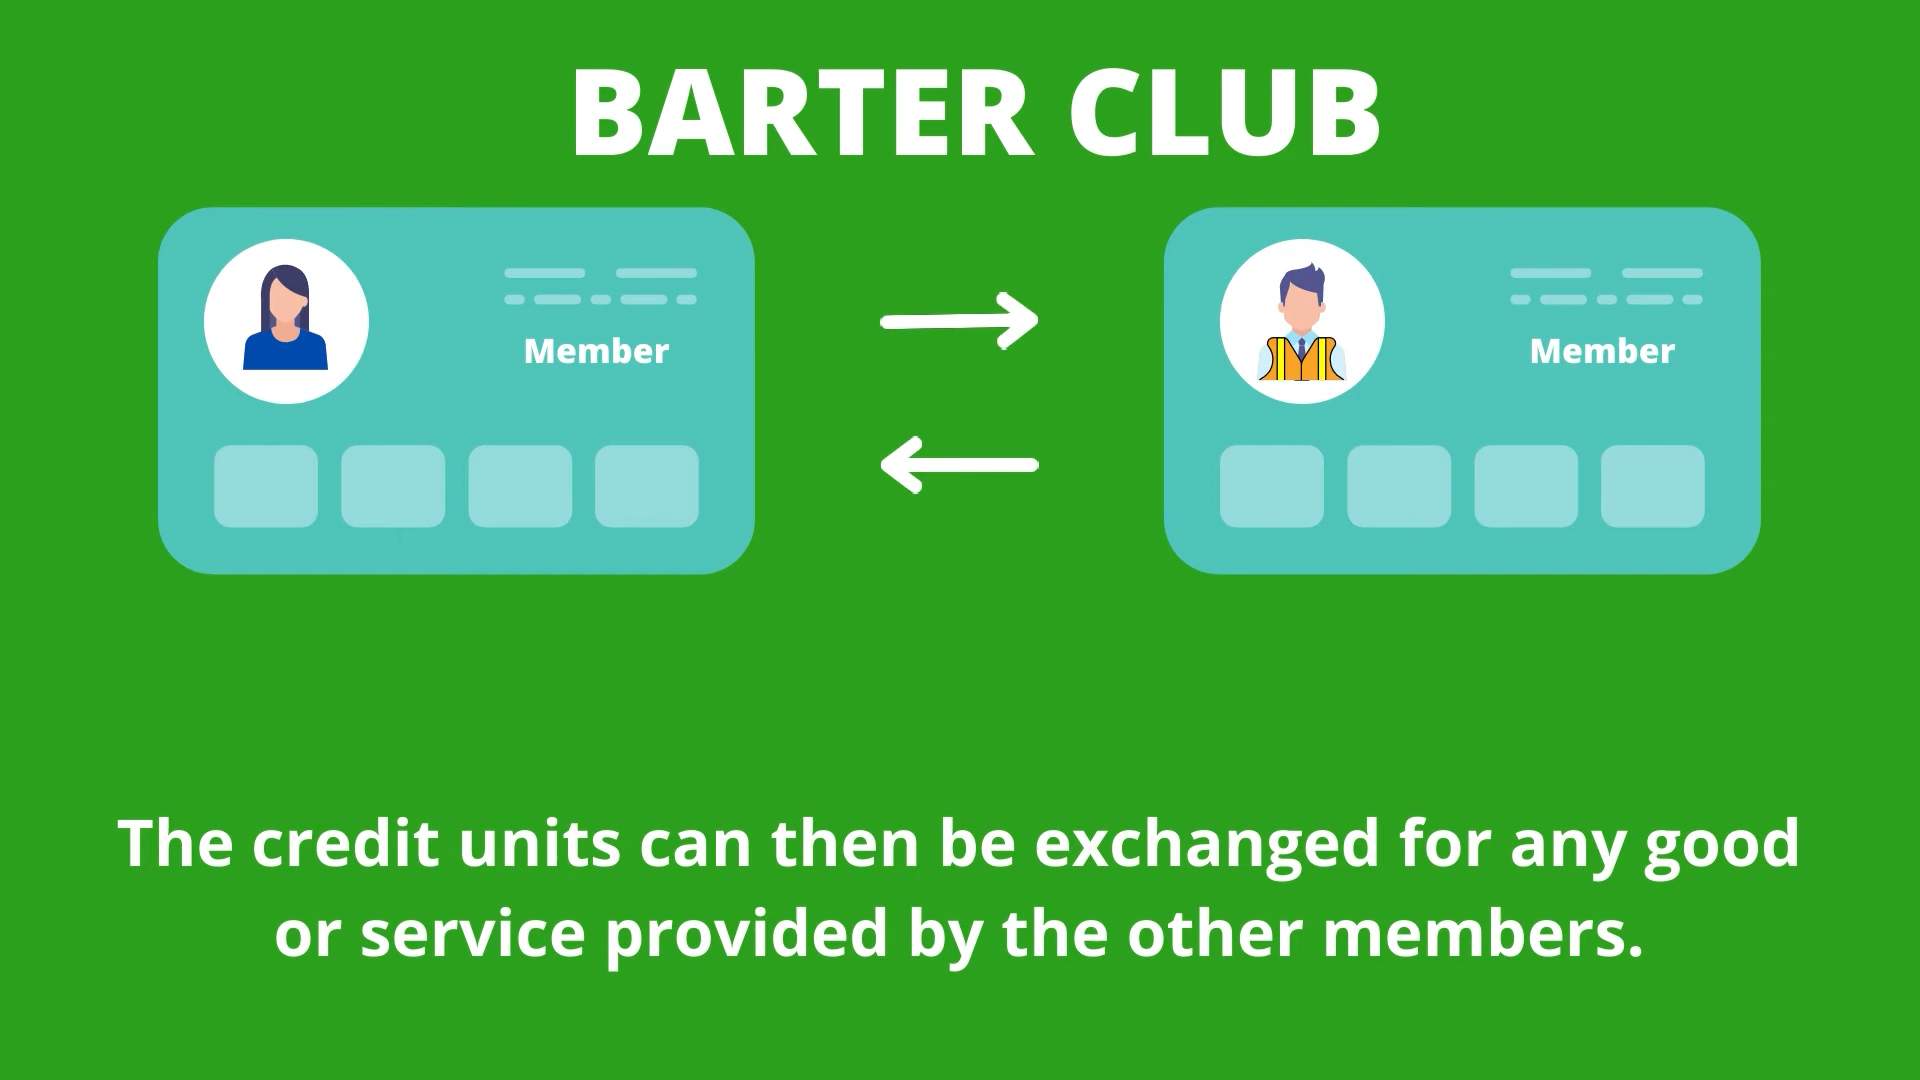 BARTER CLUB
Member
Member
The credit units can then be exchanged for any good
or service provided by the other members.